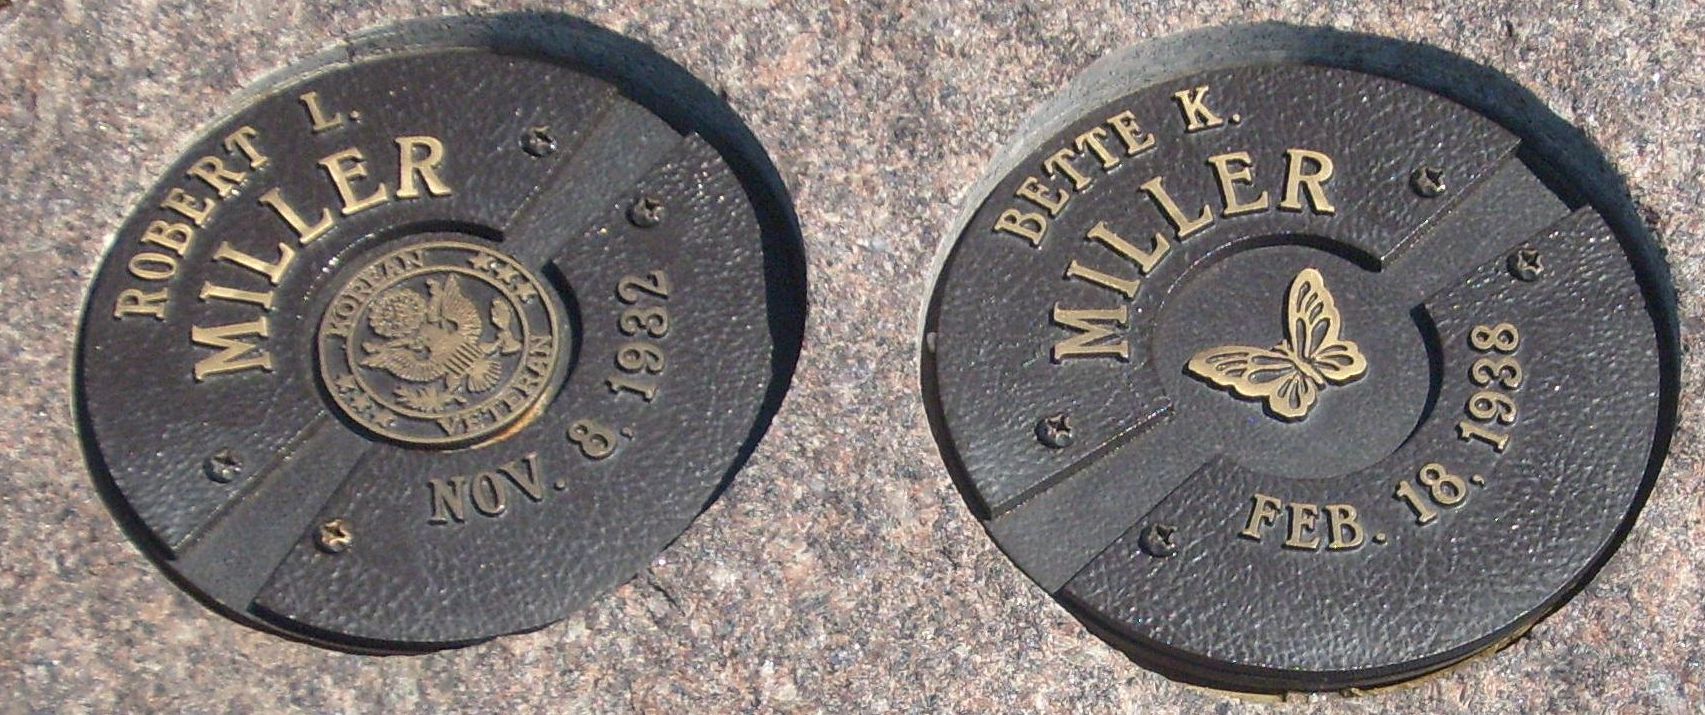 ROBERT L.
MILLER
KOREAN
VETERAN
NOV. 8, 1932
BETTE K.
MILLER
FEB. 18, 1938